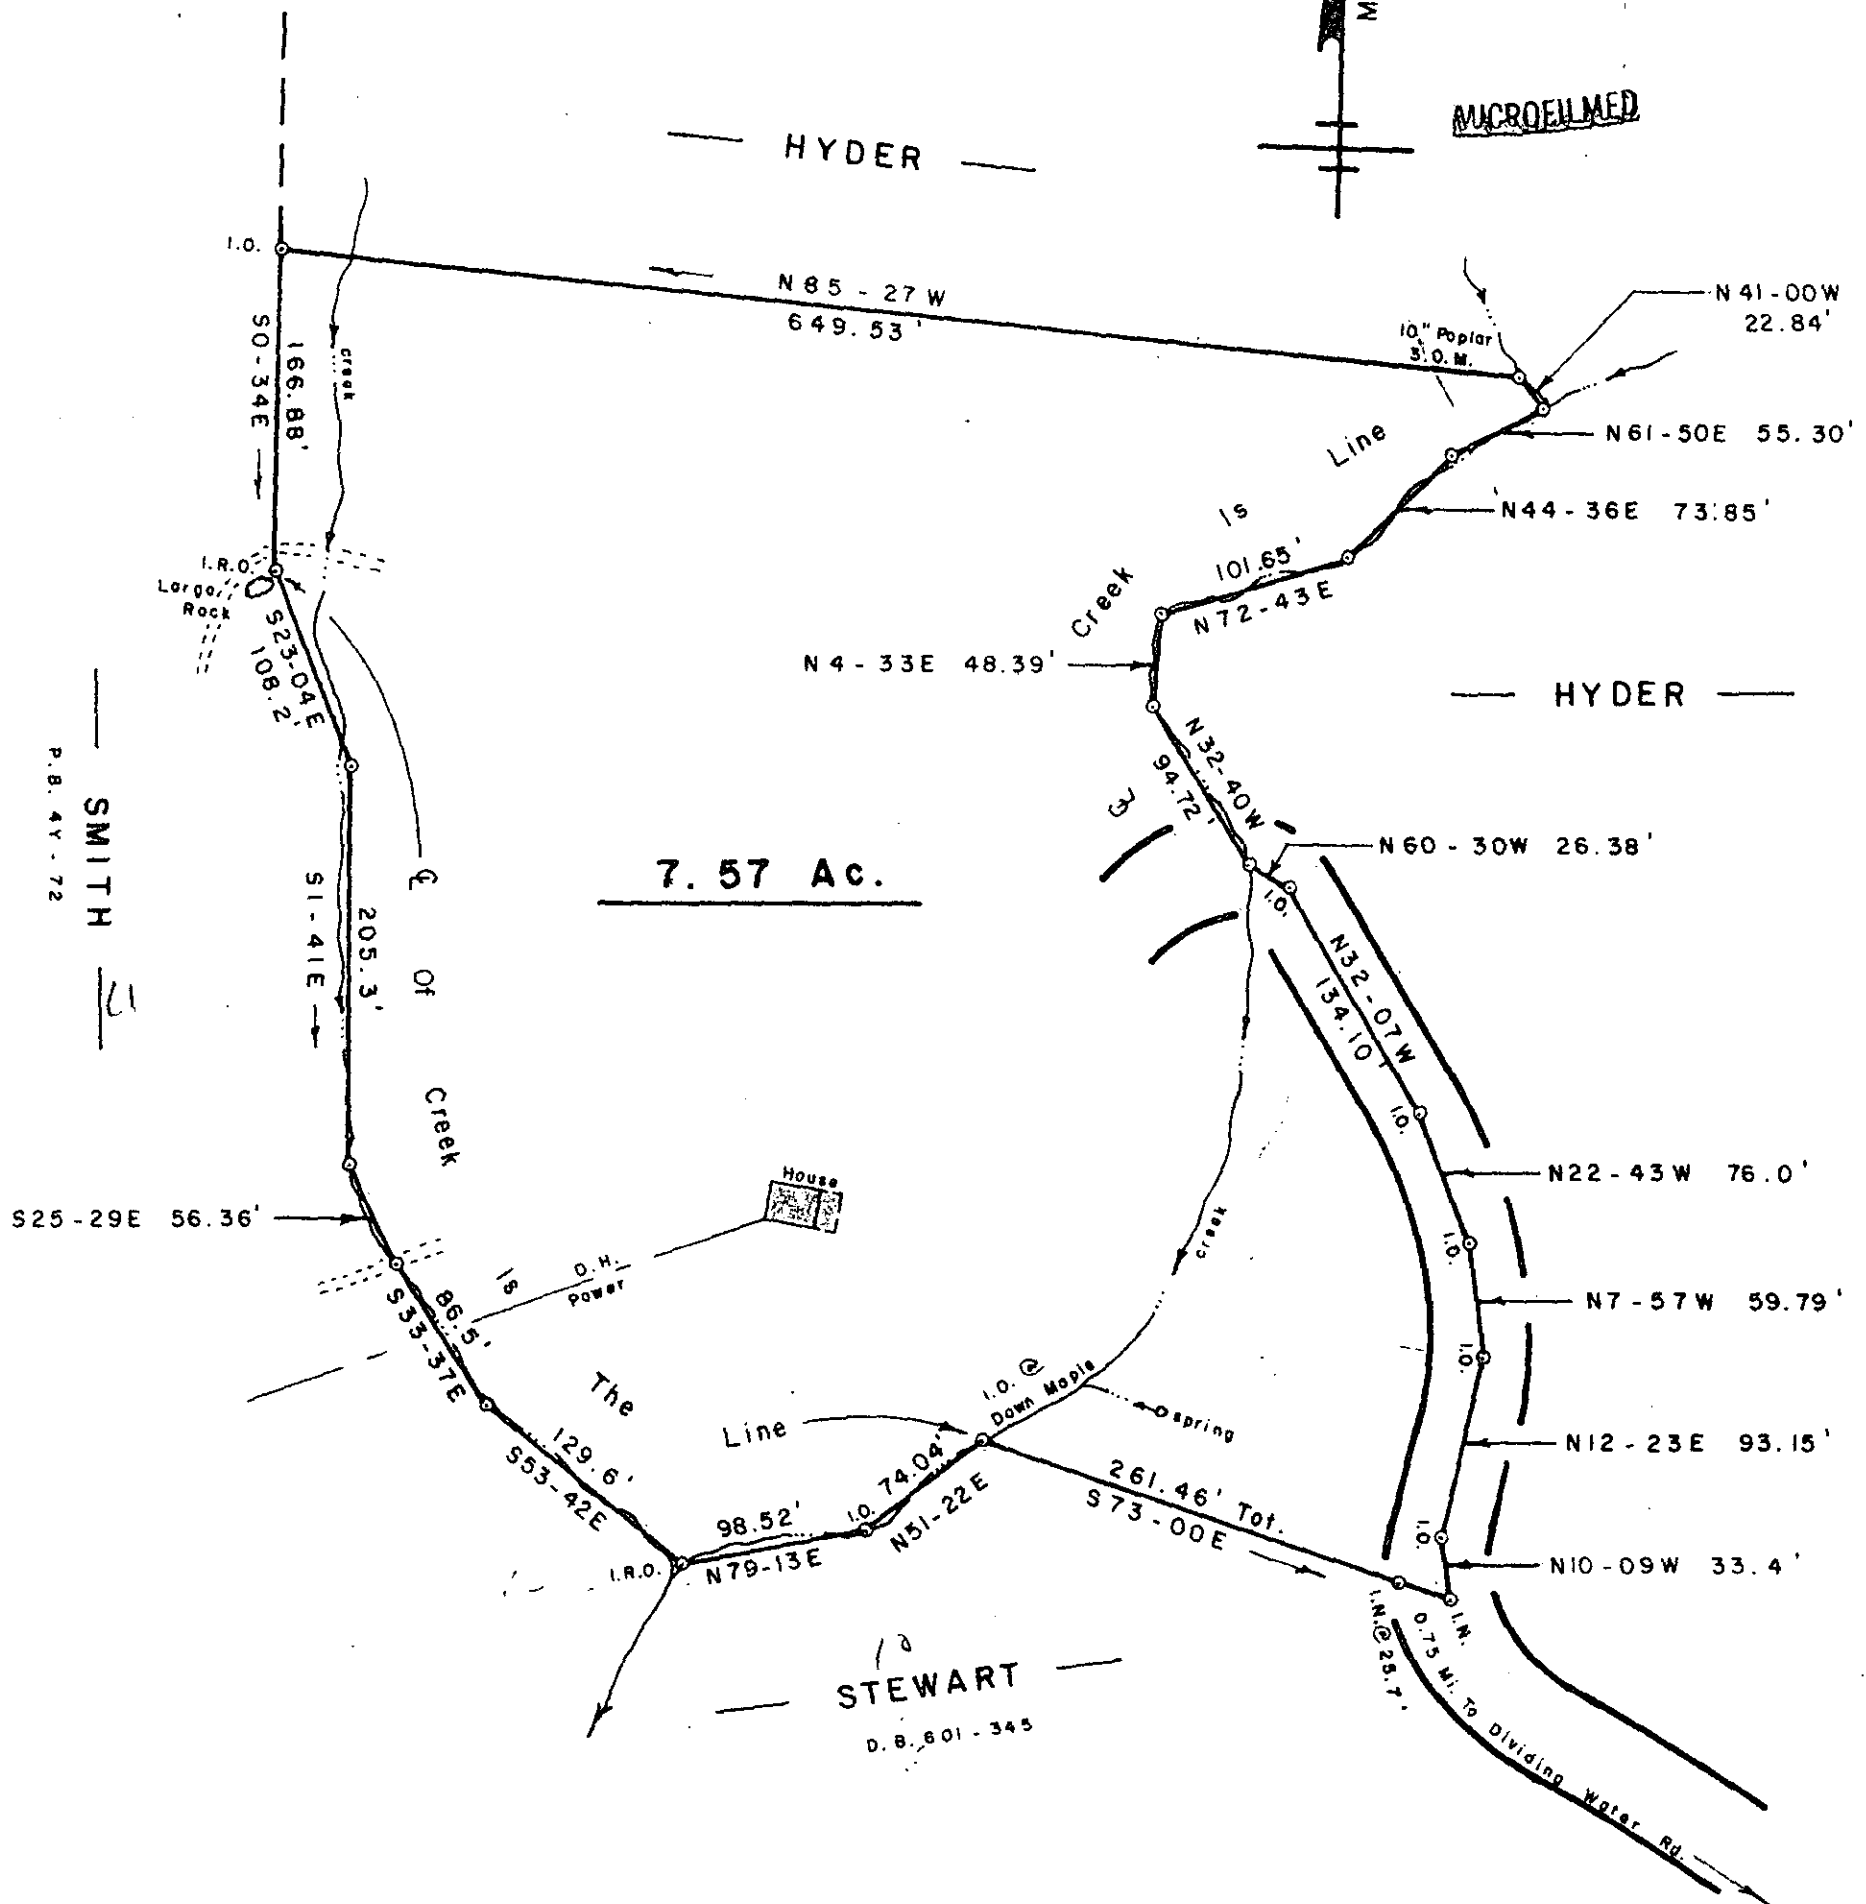 M
MICROFILMED
HYDER
I.O.
N 85 - 27 W
649.53'
10" Poplar
3'O.M.
N 41-00W
22.84'
N61-50E 55.30'
N44-36E 73.85'
S0-34E
166.88'
creek
I.R.O.
Large
Rock
S23-04E
108.2'
Creek Is Line
101.65'
N72-43E
N 4 - 33E 48.39'
HYDER
N32-40W
94.72'
N 60 - 30W 26.38'
I.O.
SMITH
P.B. 4Y - 72
17
7.57 Ac.
S1-41E
205.3'
℄ Of Creek Is The Line
N32-07W
134.10'
I.O.
N22-43W 76.0'
I.O.
House
S25-29E 56.36'
O.H.
Power
creek
N7-57W 59.79'
I.O.
S33-37E
86.5'
I.O. @
Down Maple
spring
N12-23E 93.15'
129.6'
S53-42E
74.04'
N51-22E
261.46' Tot.
S73-00E
98.52'
N79-13E
I.O.
I.R.O.
I.O.
N10-09W 33.4'
I.N.
I.N.@ 25.7'
0.75 Mi. To Dividing Water Rd.
STEWART
D.B. 601 - 345